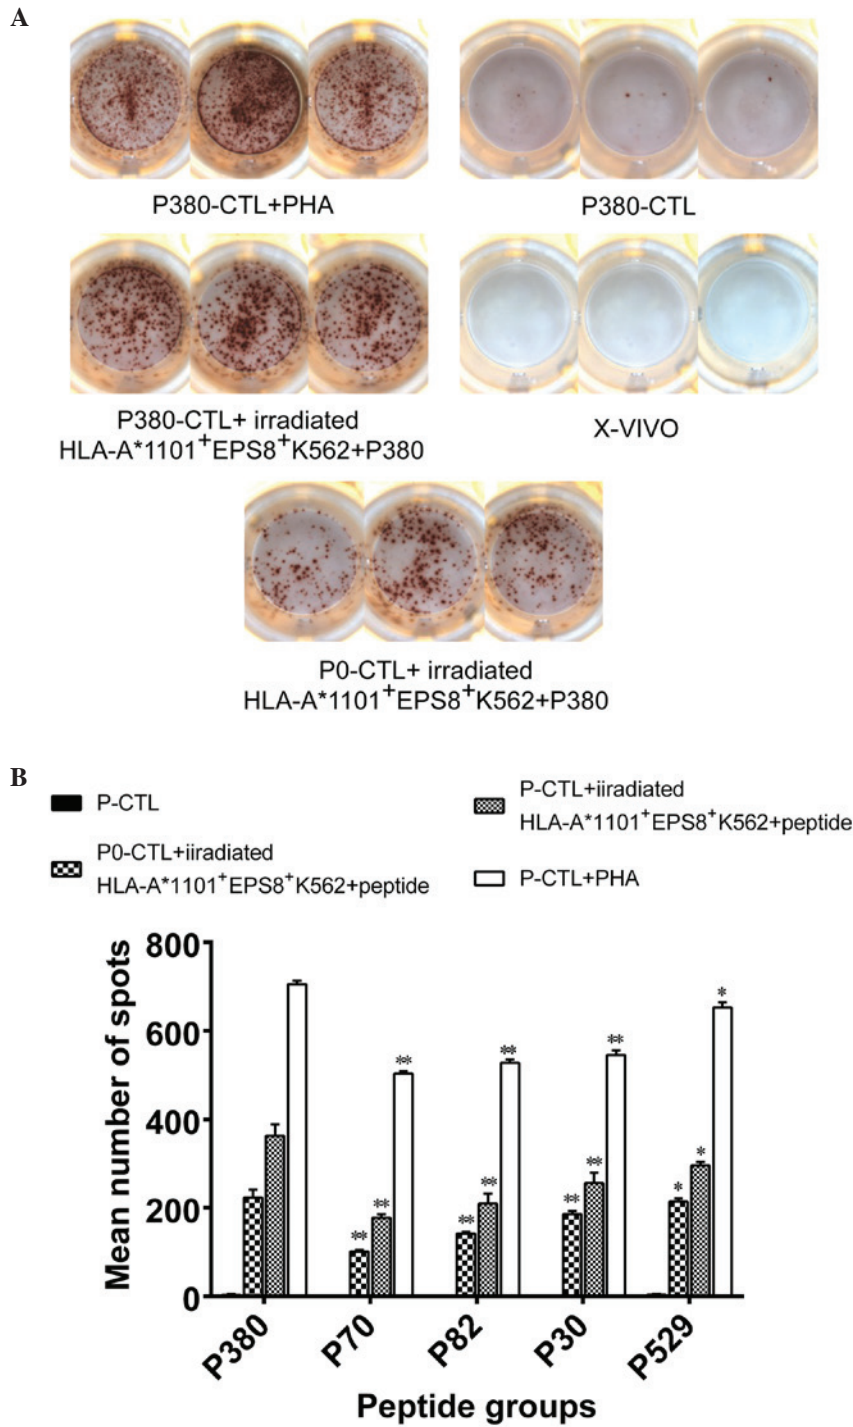 A
P380-CTL+PHA
P380-CTL
P380-CTL+ irradiated
HLA-A*1101⁺EPS8⁺K562+P380
X-VIVO
P0-CTL+ irradiated
HLA-A*1101⁺EPS8⁺K562+P380
B
P-CTL
P0-CTL+iiradiated
HLA-A*1101⁺EPS8⁺K562+peptide
P-CTL+iiradiated
HLA-A*1101⁺EPS8⁺K562+peptide
P-CTL+PHA
Mean number of spots
800
600
400
200
0
** ** **
** ** **
** ** **
* * *
P380
P70
P82
P30
P529
Peptide groups